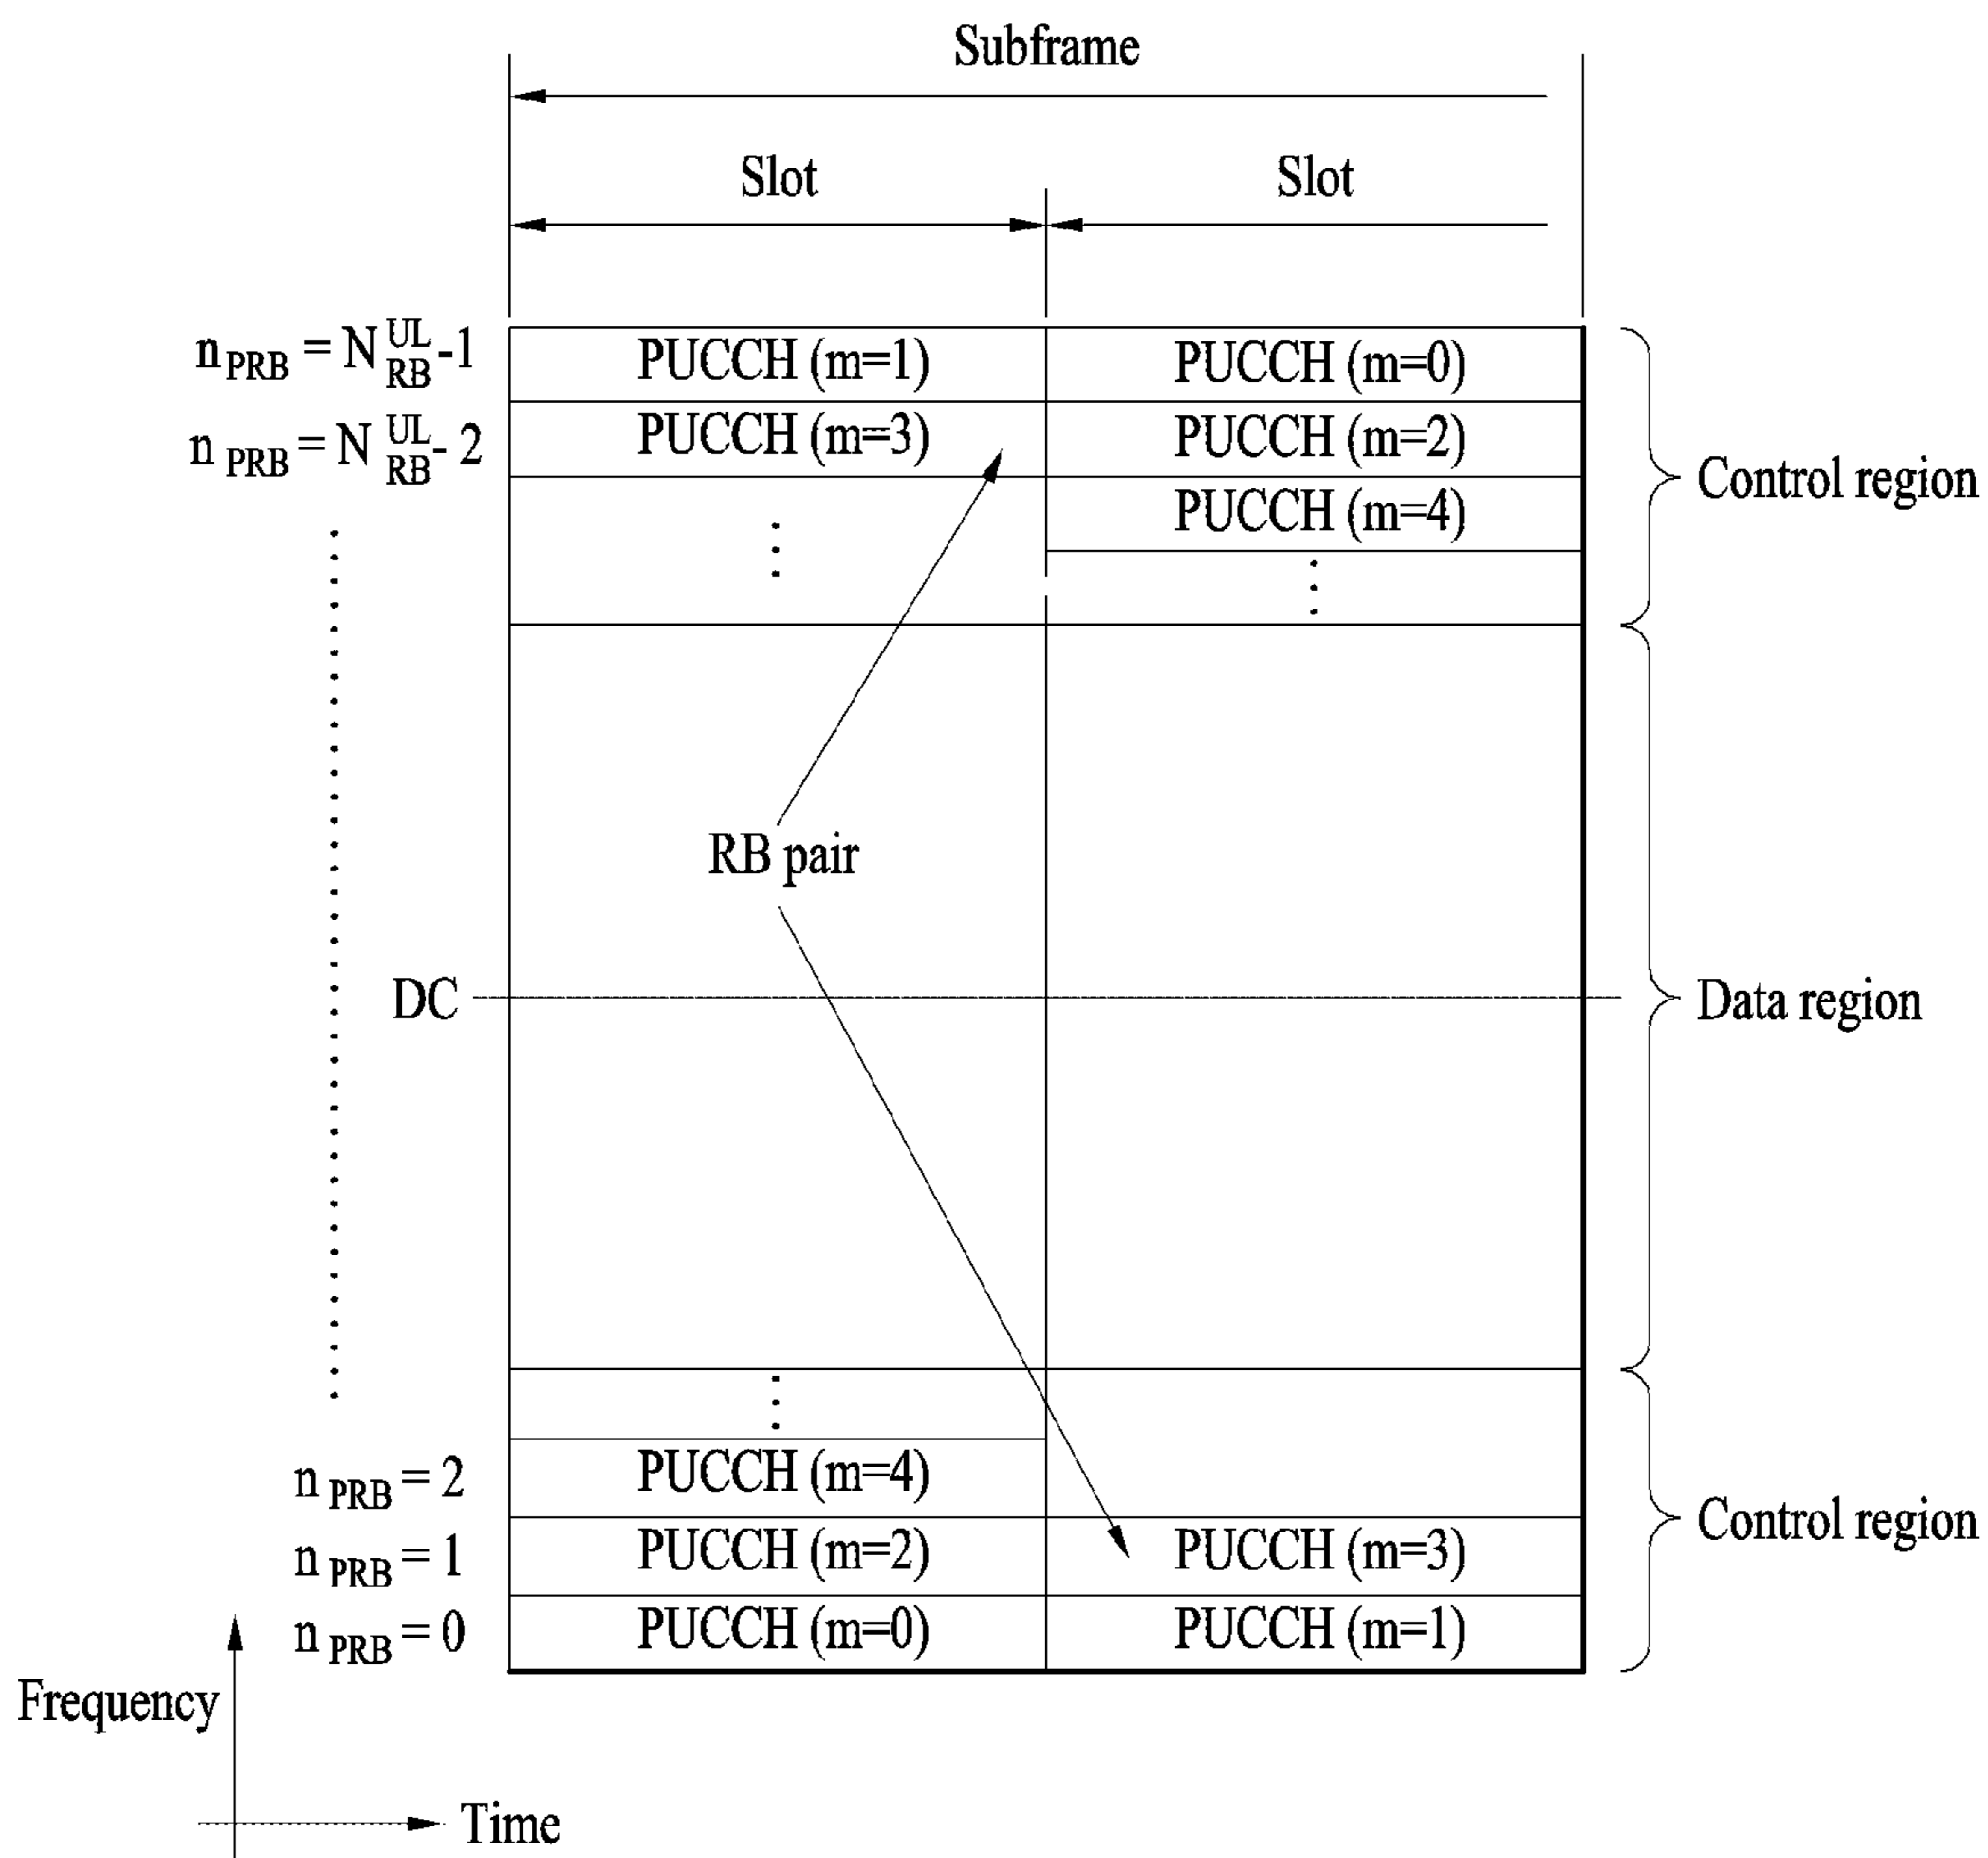 Subframe
Slot Slot
n PRB = N UL RB -1 PUCCH (m=1) PUCCH (m=0)
n PRB = N UL RB - 2 PUCCH (m=3) PUCCH (m=2)
PUCCH (m=4)
Control region
RB pair
DC
Data region
n PRB = 2 PUCCH (m=4)
Control region
n PRB = 1 PUCCH (m=2) PUCCH (m=3)
n PRB = 0 PUCCH (m=0) PUCCH (m=1)
Frequency
Time